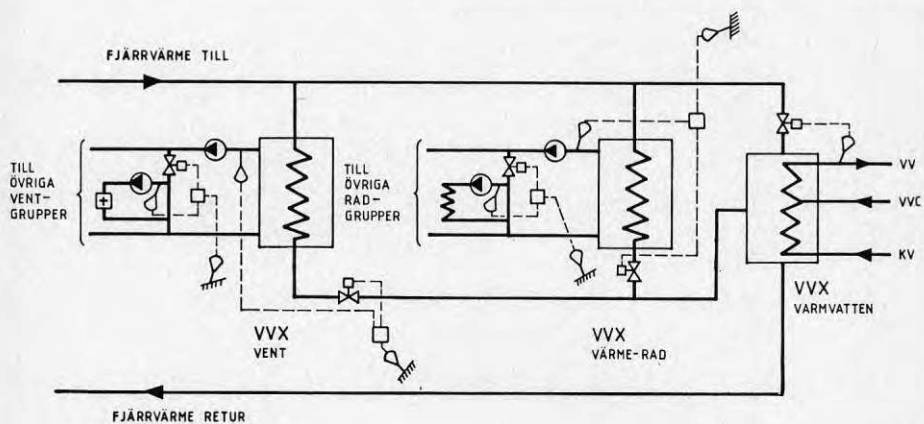 FJÄRRVÄRME TILL
TILL
ÖVRIGA
VENT-
GRUPPER
TILL
ÖVRIGA
RAD-
GRUPPER
VV
VVC
KV
VVX
VENT
VVX
VÄRME-RAD
VVX
VARMVATTEN
FJÄRRVÄRME RETUR